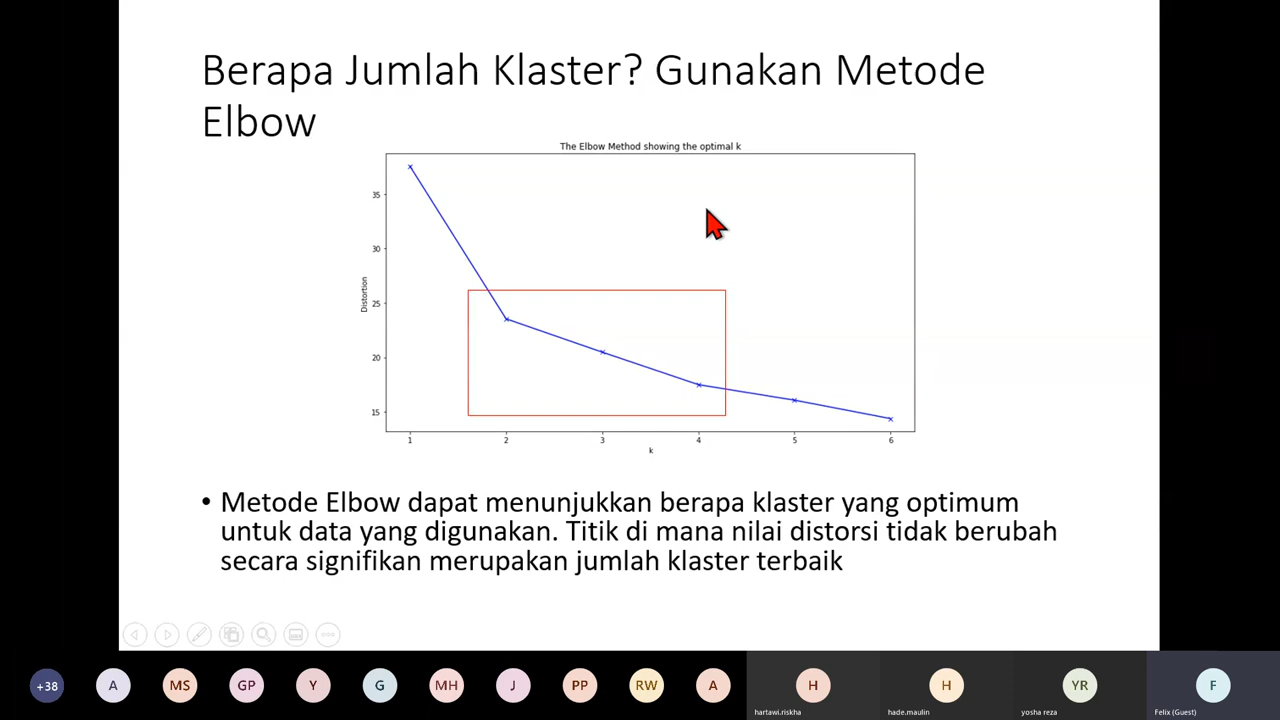 Berapa Jumlah Klaster? Gunakan Metode
Elbow
The Elbow Method showing the optimal k
Distortion
35
30
25
20
15
1 2 3 4 5 6
k
• Metode Elbow dapat menunjukkan berapa klaster yang optimum
untuk data yang digunakan. Titik di mana nilai distorsi tidak berubah
secara signifikan merupakan jumlah klaster terbaik
+38 A MS GP Y G MH J PP RW A H H YR F
hartawi.riskha hade.maulin yosha reza Felix (Guest)